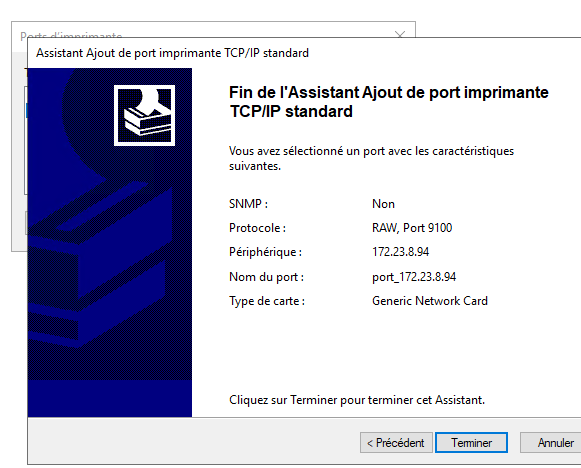 Ports d'imprimante
Assistant Ajout de port imprimante TCP/IP standard
Fin de l'Assistant Ajout de port imprimante
TCP/IP standard
Vous avez sélectionné un port avec les caractéristiques
suivantes.
SNMP : Non
Protocole : RAW, Port 9100
Périphérique : 172.23.8.94
Nom du port : port_172.23.8.94
Type de carte : Generic Network Card
Cliquez sur Terminer pour terminer cet Assistant.
< Précédent Terminer Annuler